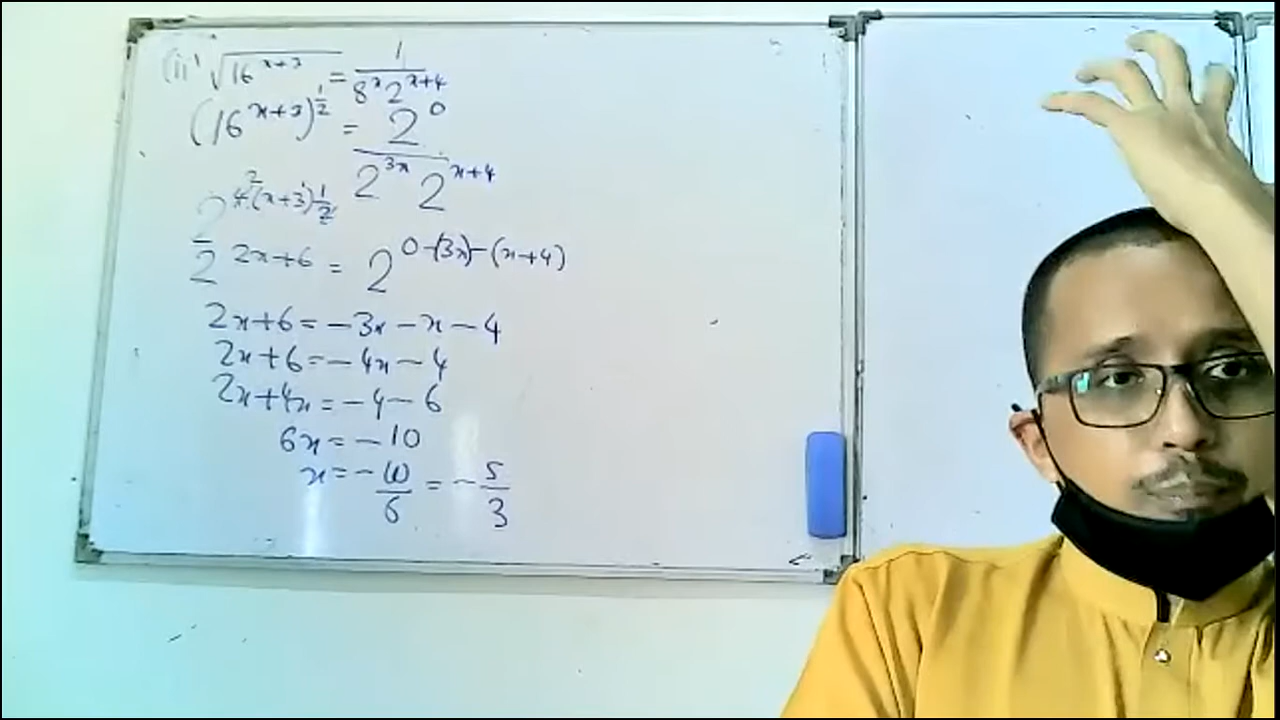 (ii) √16^(x+3) = 1/(8^x 2^(x+4))
(16^(x+3))^(1/2) = 2^0/(2^(3x) 2^(x+4))
2^(4(x+3)1/2)
2^(2x+6) = 2^(0-(3x)-(x+4))
2x+6=-3x-x-4
2x+6=-4x-4
2x+4x=-4-6
6x=-10
x=-10/6=-5/3